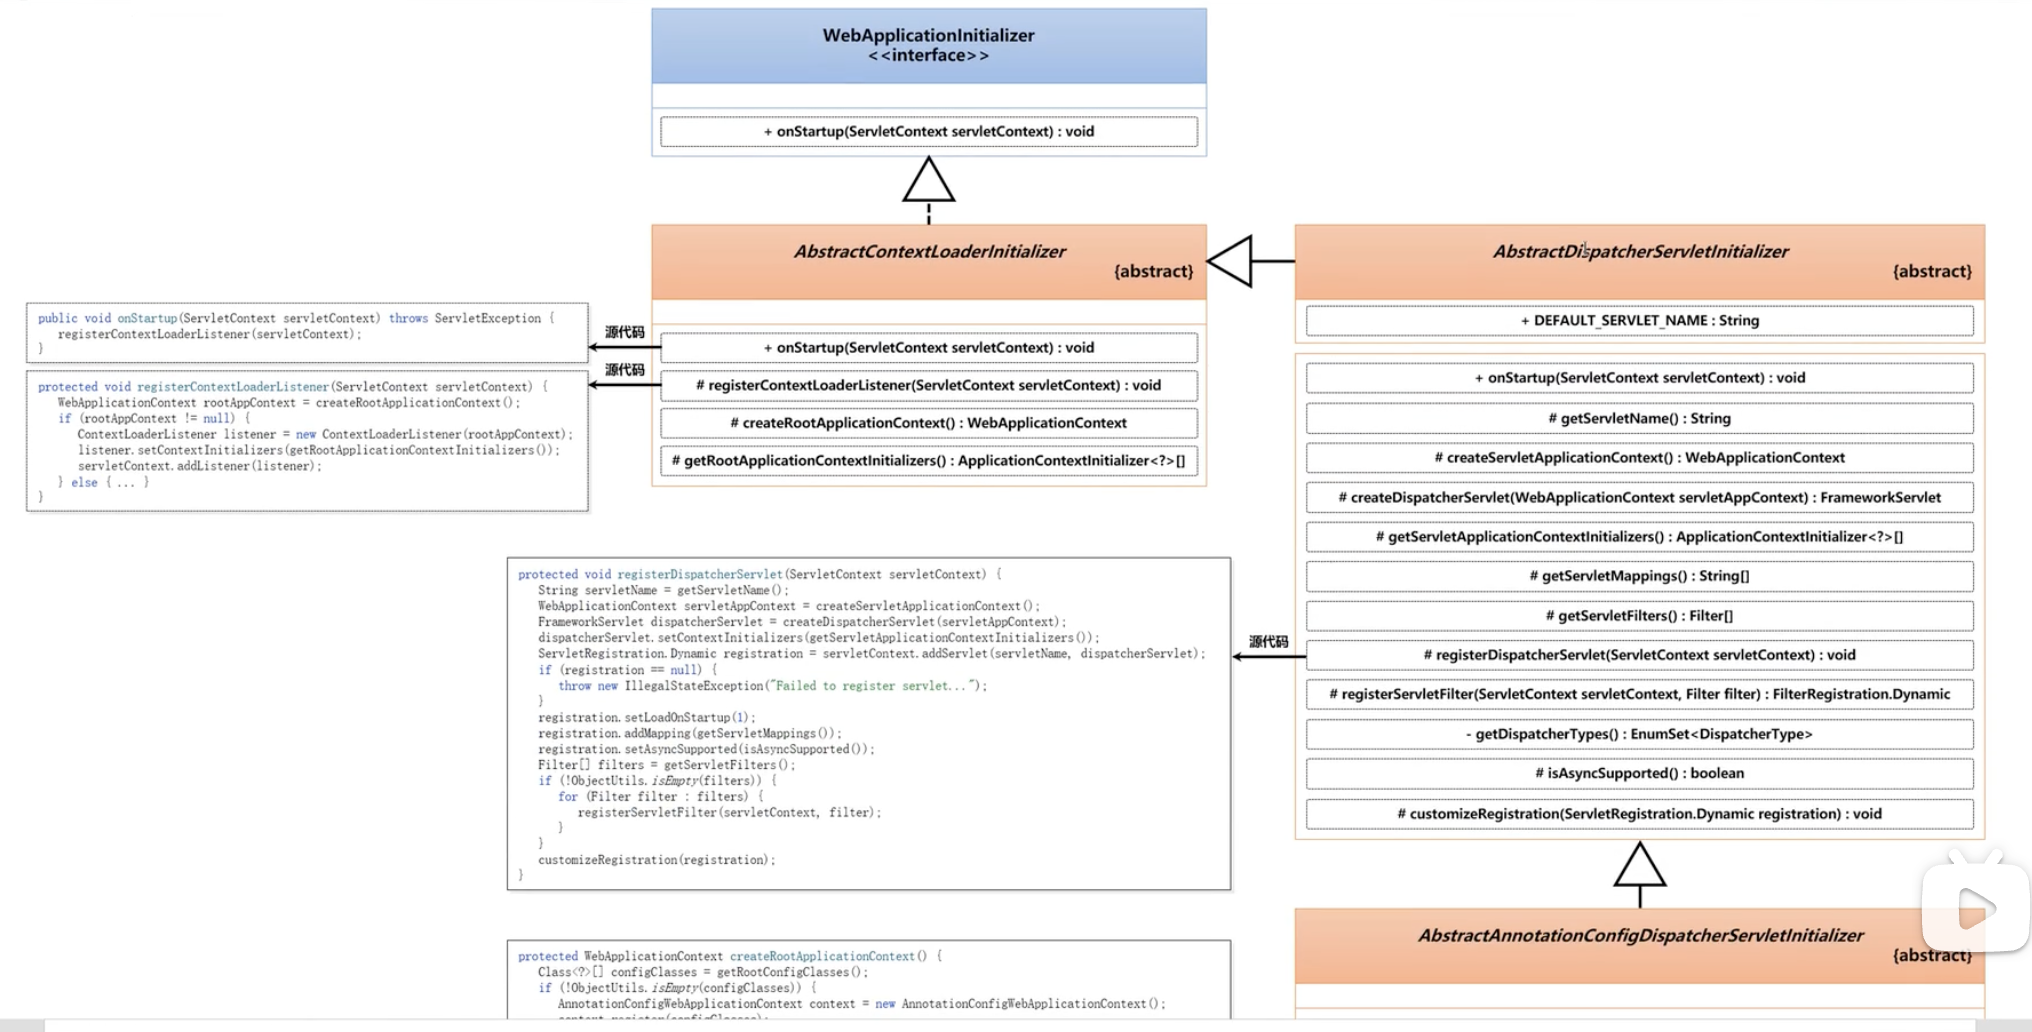 WebApplicationInitializer
<<interface>>
+ onStartup(ServletContext servletContext) : void
AbstractContextLoaderInitializer
{abstract}
+ onStartup(ServletContext servletContext) : void
# registerContextLoaderListener(ServletContext servletContext) : void
# createRootApplicationContext() : WebApplicationContext
# getRootApplicationContextInitializers() : ApplicationContextInitializer<?>[]
源代码
源代码
public void onStartup(ServletContext servletContext) throws ServletException {
registerContextLoaderListener(servletContext);
}
protected void registerContextLoaderListener(ServletContext servletContext) {
WebApplicationContext rootAppContext = createRootApplicationContext();
if (rootAppContext != null) {
ContextLoaderListener listener = new ContextLoaderListener(rootAppContext);
listener.setContextInitializers(getRootApplicationContextInitializers());
servletContext.addListener(listener);
} else { ... }
}
AbstractDispatcherServletInitializer
{abstract}
+ DEFAULT_SERVLET_NAME : String
+ onStartup(ServletContext servletContext) : void
# getServletName() : String
# createServletApplicationContext() : WebApplicationContext
# createDispatcherServlet(WebApplicationContext servletAppContext) : FrameworkServlet
# getServletApplicationContextInitializers() : ApplicationContextInitializer<?>[]
# getServletMappings() : String[]
# getServletFilters() : Filter[]
# registerDispatcherServlet(ServletContext servletContext) : void
# registerServletFilter(ServletContext servletContext, Filter filter) : FilterRegistration.Dynamic
- getDispatcherTypes() : EnumSet<DispatcherType>
# isAsyncSupported() : boolean
# customizeRegistration(ServletRegistration.Dynamic registration) : void
源代码
protected void registerDispatcherServlet(ServletContext servletContext) {
String servletName = getServletName();
WebApplicationContext servletAppContext = createServletApplicationContext();
FrameworkServlet dispatcherServlet = createDispatcherServlet(servletAppContext);
dispatcherServlet.setContextInitializers(getServletApplicationContextInitializers());
ServletRegistration.Dynamic registration = servletContext.addServlet(servletName, dispatcherServlet);
if (registration == null) {
throw new IllegalStateException("Failed to register servlet...");
}
registration.setLoadOnStartup(1);
registration.addMapping(getServletMappings());
registration.setAsyncSupported(isAsyncSupported());
Filter[] filters = getServletFilters();
if (!ObjectUtils.isEmpty(filters)) {
for (Filter filter : filters) {
registerServletFilter(servletContext, filter);
}
}
customizeRegistration(registration);
}
AbstractAnnotationConfigDispatcherServletInitializer
{abstract}
protected WebApplicationContext createRootApplicationContext() {
Class<?>[] configClasses = getRootConfigClasses();
if (!ObjectUtils.isEmpty(configClasses)) {
AnnotationConfigWebApplicationContext context = new AnnotationConfigWebApplicationContext();